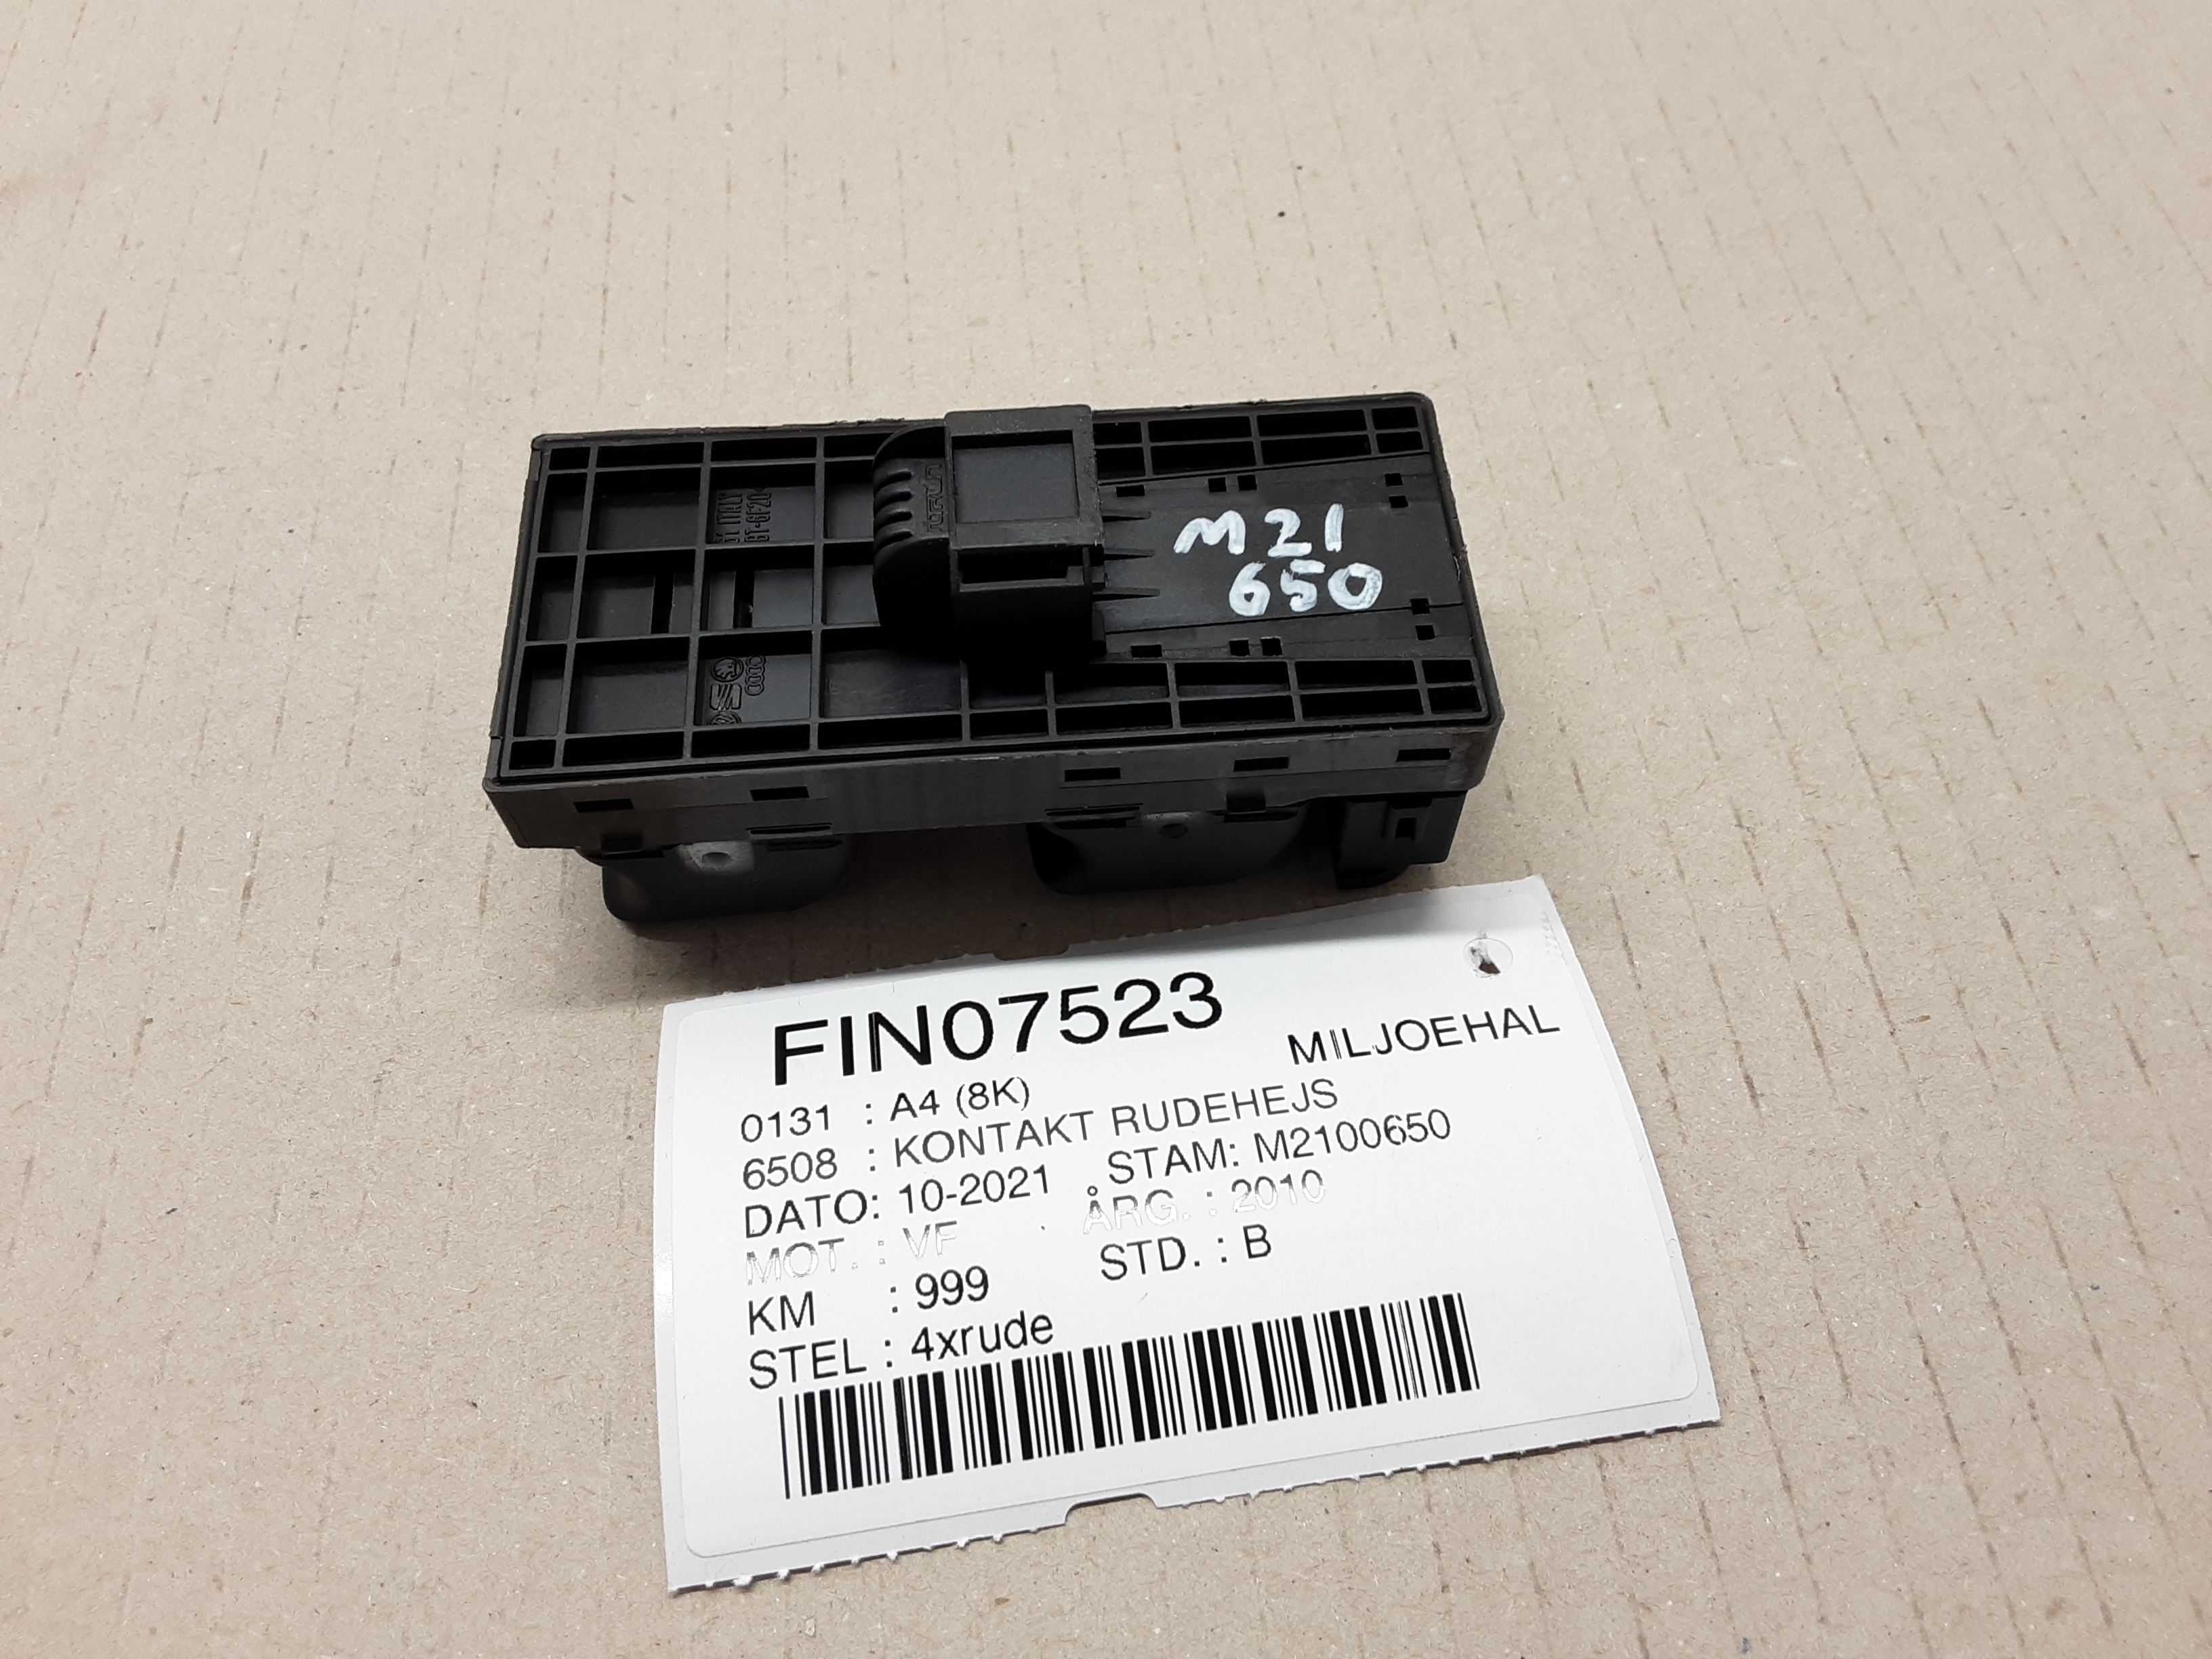 M21
650
FIN07523
MILJOEHAL
0131 : A4 (8K)
6508 : KONTAKT RUDEHEJS
DATO: 10-2021 STAM: M2100650
MOT. : VF ÅRG. : 2010
KM : 999 STD. : B
STEL : 4xrude
ITALY